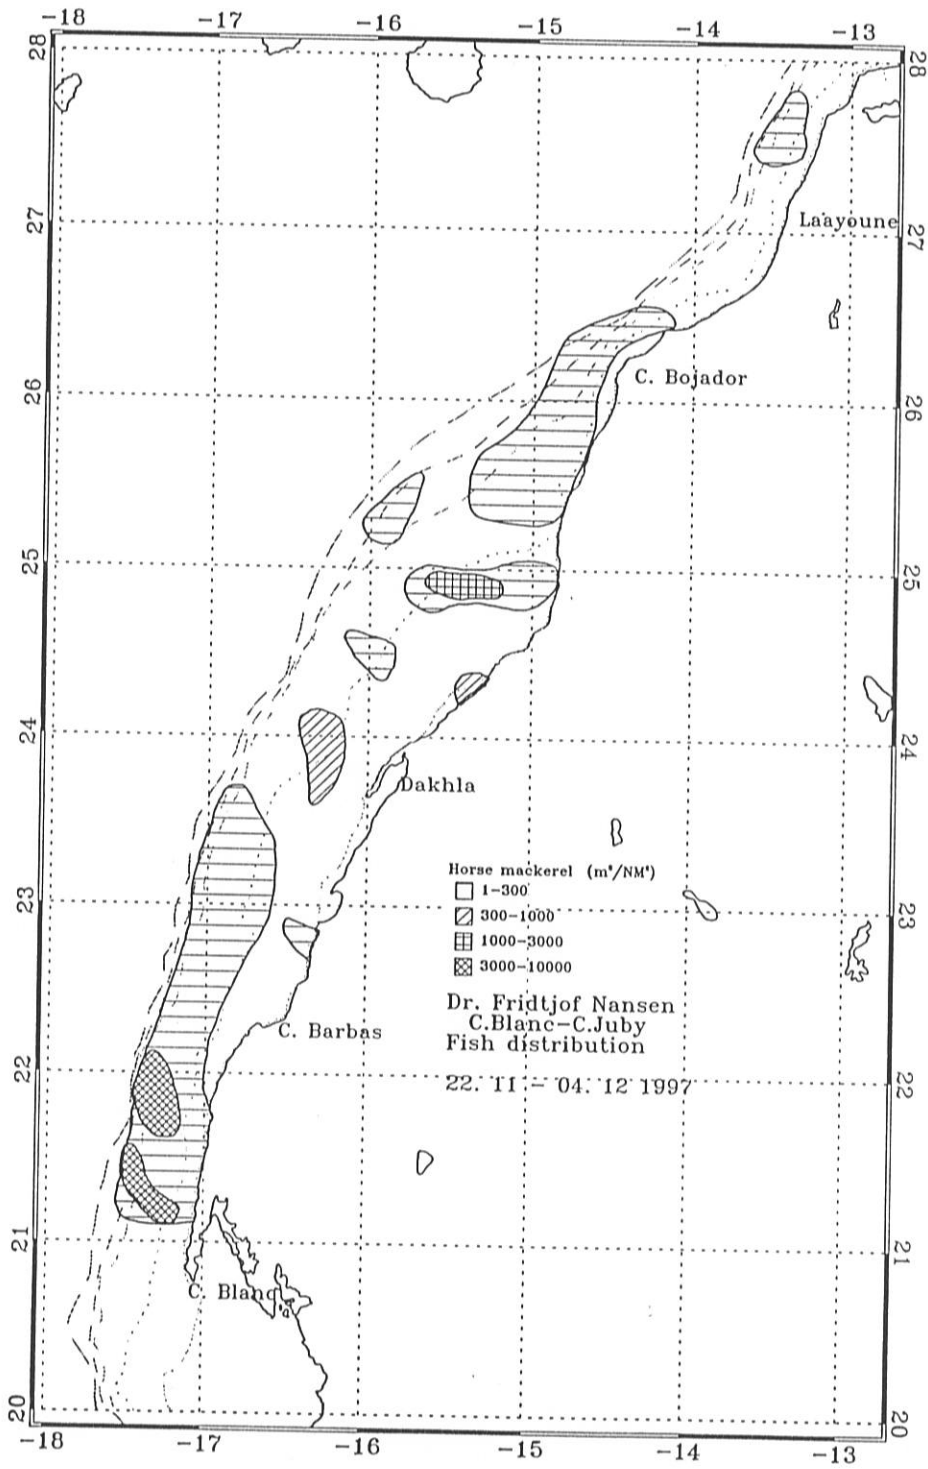 -18 -17 -16 -15 -14 -13
28 28
Laayoune
27 27
C. Bojador
26 26
25 25
24 24
Dakhla
Horse mackerel (m²/NM²)
1-300
300-1000
23 23
1000-3000
3000-10000
Dr. Fridtjof Nansen
C.Blanc-C.Juby
C. Barbas
Fish distribution
22 22
22. 11 - 04. 12 1997
21 21
C. Blanc
20 20
-18 -17 -16 -15 -14 -13